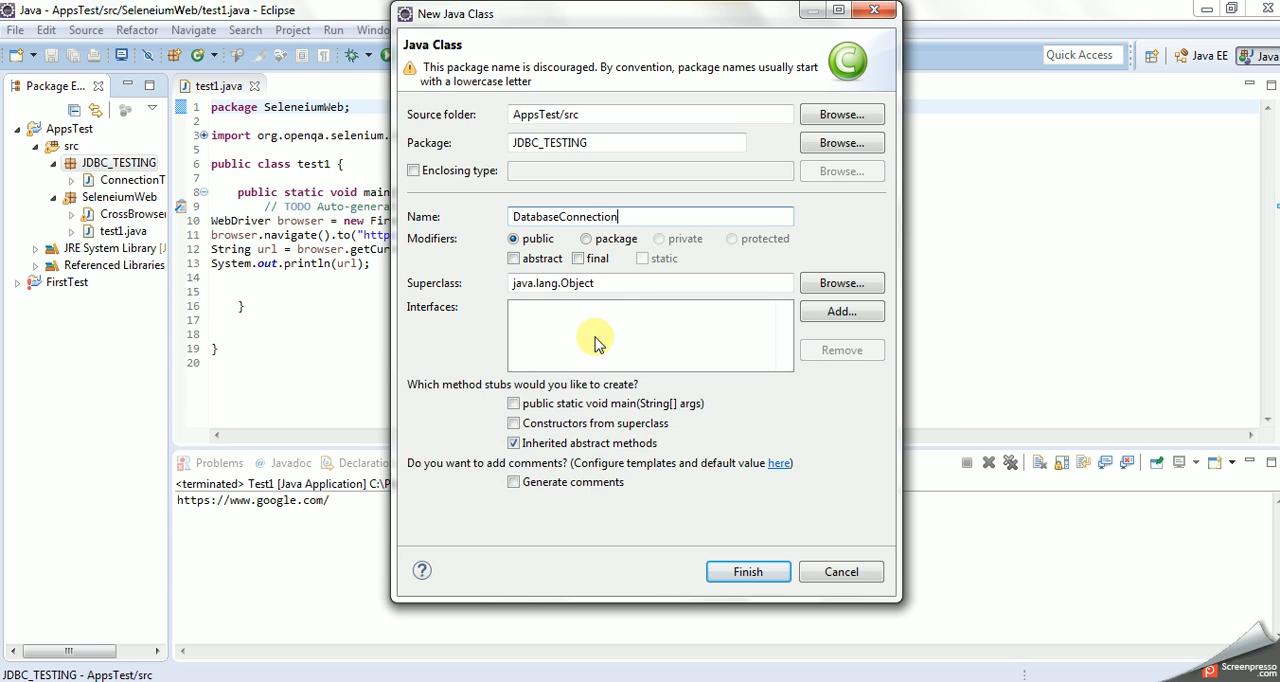 Java - AppsTest/src/SeleneiumWeb/test1.java - Eclipse
File Edit Source Refactor Navigate Search Project Run Windo
Quick Access
Java EE
Java
Package E...
AppsTest
src
JDBC_TESTING
ConnectionT
SeleneiumWeb
CrossBrowse
test1.java
JRE System Library [J
Referenced Libraries
FirstTest
test1.java
1 package SeleneiumWeb;
2
3 import org.openqa.selenium.
5
6 public class test1 {
7
8 public static void main
9 // TODO Auto-genera
10 WebDriver browser = new Fir
11 browser.navigate().to("http
12 String url = browser.getCur
13 System.out.println(url);
14
15
16 }
17
18
19 }
20
Problems @ Javadoc Declaratio
<terminated> Test1 [Java Application] C:\P
https://www.google.com/
New Java Class
Java Class
This package name is discouraged. By convention, package names usually start
with a lowercase letter
Source folder: AppsTest/src Browse...
Package: JDBC_TESTING Browse...
Enclosing type: Browse...
Name: DatabaseConnection
Modifiers: public package private protected
abstract final static
Superclass: java.lang.Object Browse...
Interfaces: Add...
Remove
Which method stubs would you like to create?
public static void main(String[] args)
Constructors from superclass
Inherited abstract methods
Do you want to add comments? (Configure templates and default value here)
Generate comments
Finish Cancel
JDBC_TESTING - AppsTest/src
Screenpresso
.com